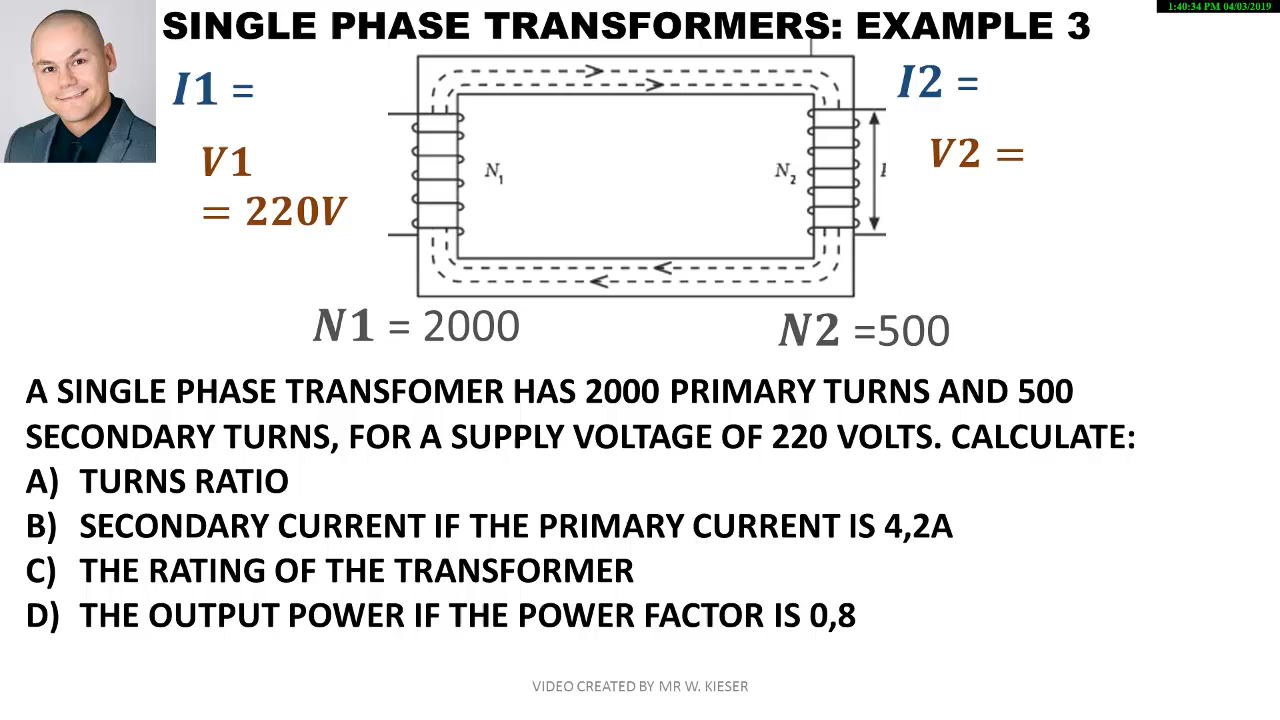 1:40:34 PM 04/03/2019
SINGLE PHASE TRANSFORMERS: EXAMPLE 3
I1 =
I2 =
V1
= 220V
V2 =
N1
N2
N1 = 2000
N2 =500
A SINGLE PHASE TRANSFOMER HAS 2000 PRIMARY TURNS AND 500
SECONDARY TURNS, FOR A SUPPLY VOLTAGE OF 220 VOLTS. CALCULATE:
A) TURNS RATIO
B) SECONDARY CURRENT IF THE PRIMARY CURRENT IS 4,2A
C) THE RATING OF THE TRANSFORMER
D) THE OUTPUT POWER IF THE POWER FACTOR IS 0,8
VIDEO CREATED BY MR W. KIESER